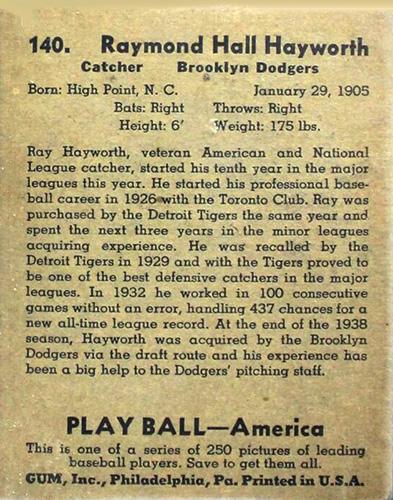 140. Raymond Hall Hayworth
Catcher Brooklyn Dodgers
Born: High Point, N. C. January 29, 1905
Bats: Right Throws: Right
Height: 6' Weight: 175 lbs.
Ray Hayworth, veteran American and National
League catcher, started his tenth year in the major
leagues this year. He started his professional base-
ball career in 1926 with the Toronto Club. Ray was
purchased by the Detroit Tigers the same year and
spent the next three years in the minor leagues
acquiring experience. He was recalled by the
Detroit Tigers in 1929 and with the Tigers proved to
be one of the best defensive catchers in the major
leagues. In 1932 he worked in 100 consecutive
games without an error, handling 437 chances for
a new all-time league record. At the end of the 1938
season, Hayworth was acquired by the Brooklyn
Dodgers via the draft route and his experience has
been a big help to the Dodgers' pitching staff.
PLAY BALL—America
This is one of a series of 250 pictures of leading
baseball players. Save to get them all.
GUM, Inc., Philadelphia, Pa. Printed in U.S.A.